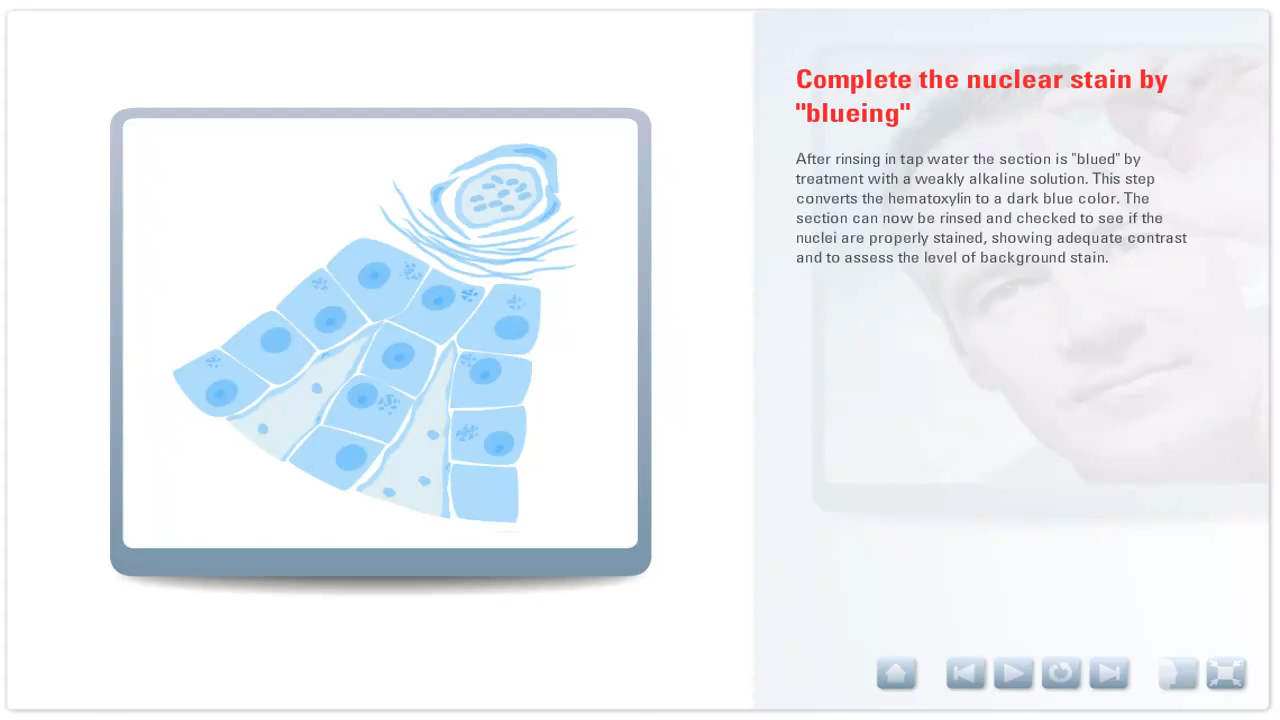 Complete the nuclear stain by
"blueing"
After rinsing in tap water the section is "blued" by
treatment with a weakly alkaline solution. This step
converts the hematoxylin to a dark blue color. The
section can now be rinsed and checked to see if the
nuclei are properly stained, showing adequate contrast
and to assess the level of background stain.